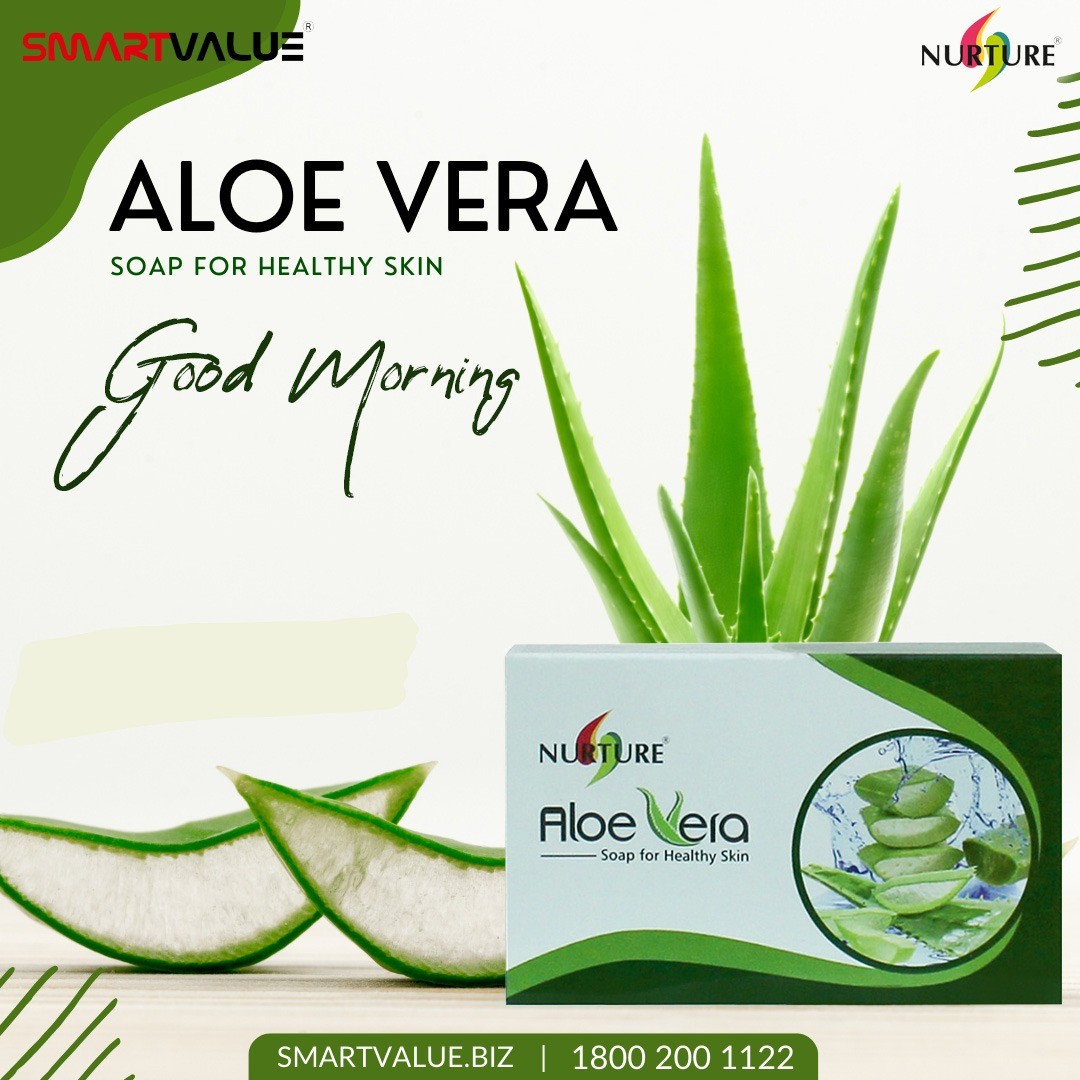 SMARTVALUE®
NURTURE®
ALOE VERA
SOAP FOR HEALTHY SKIN
Good Morning
NURTURE®
Aloe Vera
Soap for Healthy Skin
SMARTVALUE.BIZ | 1800 200 1122